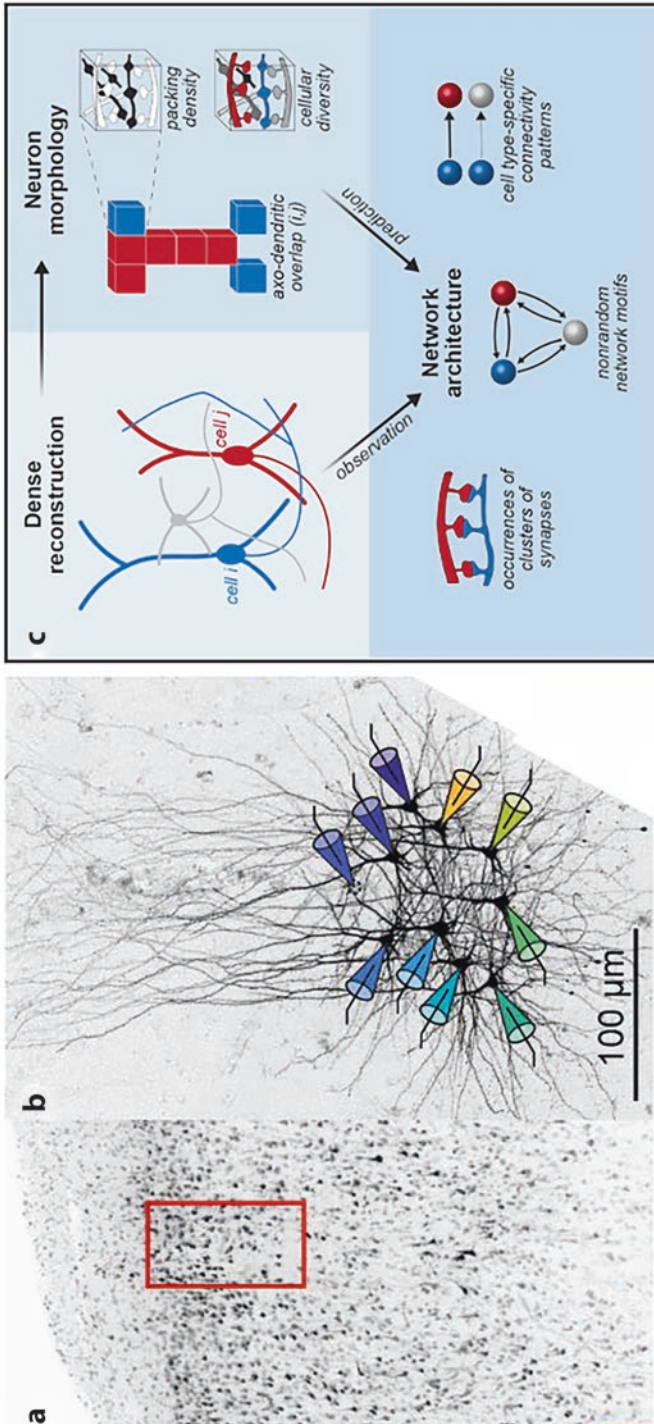 a
b
100 µm
c
Dense
reconstruction
Neuron
morphology
cell i
cell j
axo-dendritic
overlap (i,j)
packing
density
cellular
diversity
observation
prediction
Network
architecture
occurrences of
clusters of
synapses
nonrandom
network motifs
cell type-specific
connectivity
patterns